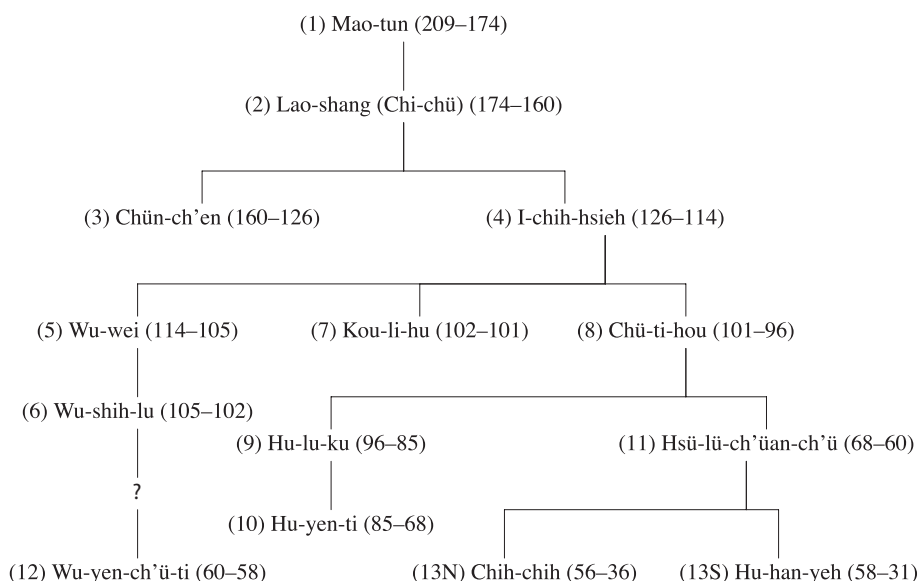 (1) Mao-tun (209–174)
(2) Lao-shang (Chi-chü) (174–160)
(3) Chün-ch’en (160–126)
(4) I-chih-hsieh (126–114)
(5) Wu-wei (114–105)
(7) Kou-li-hu (102–101)
(8) Chü-ti-hou (101–96)
(6) Wu-shih-lu (105–102)
(9) Hu-lu-ku (96–85)
(11) Hsü-lü-ch’üan-ch’ü (68–60)
?
(10) Hu-yen-ti (85–68)
(12) Wu-yen-ch’ü-ti (60–58)
(13N) Chih-chih (56–36)
(13S) Hu-han-yeh (58–31)